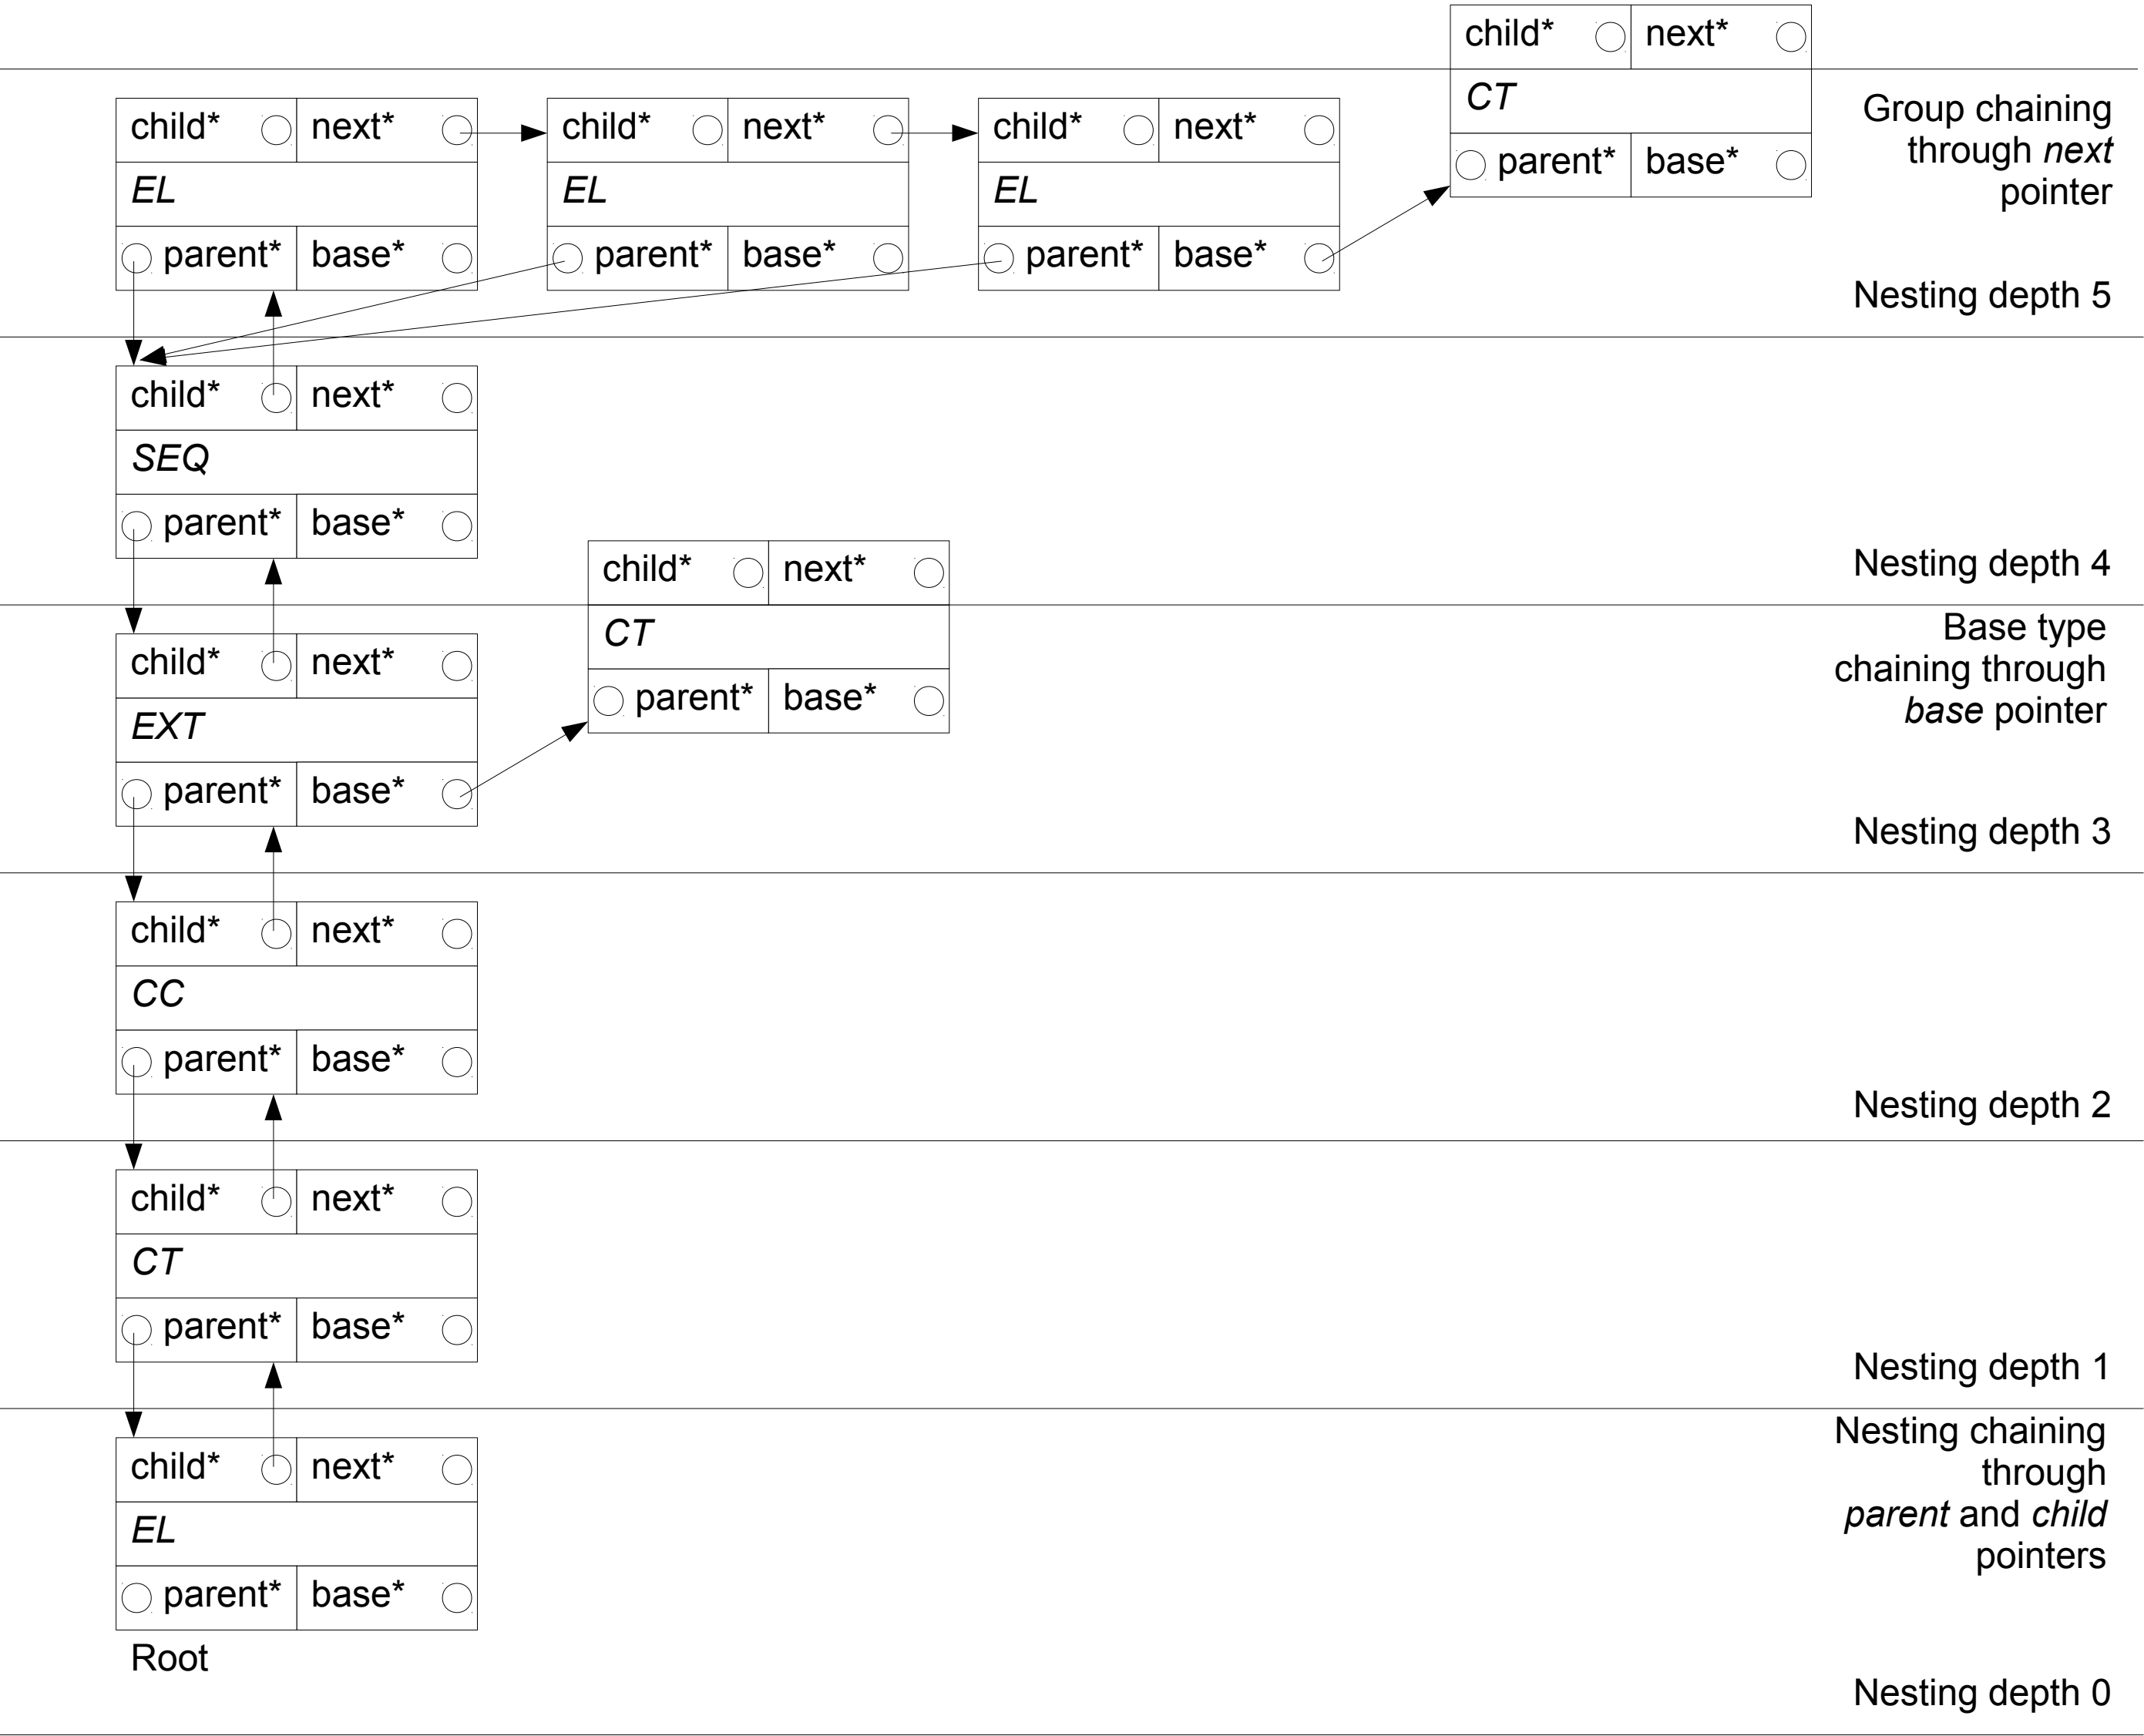 child* next*
CT
parent* base*
child* next* child* next* child* next*
EL EL EL
parent* base* parent* base* parent* base*
Group chaining
through next
pointer
Nesting depth 5
child* next*
SEQ
parent* base*
Nesting depth 4
child* next*
CT
parent* base*
child* next*
EXT
parent* base*
Base type
chaining through
base pointer
Nesting depth 3
child* next*
CC
parent* base*
Nesting depth 2
child* next*
CT
parent* base*
Nesting depth 1
child* next*
EL
parent* base*
Root
Nesting chaining
through
parent and child
pointers
Nesting depth 0